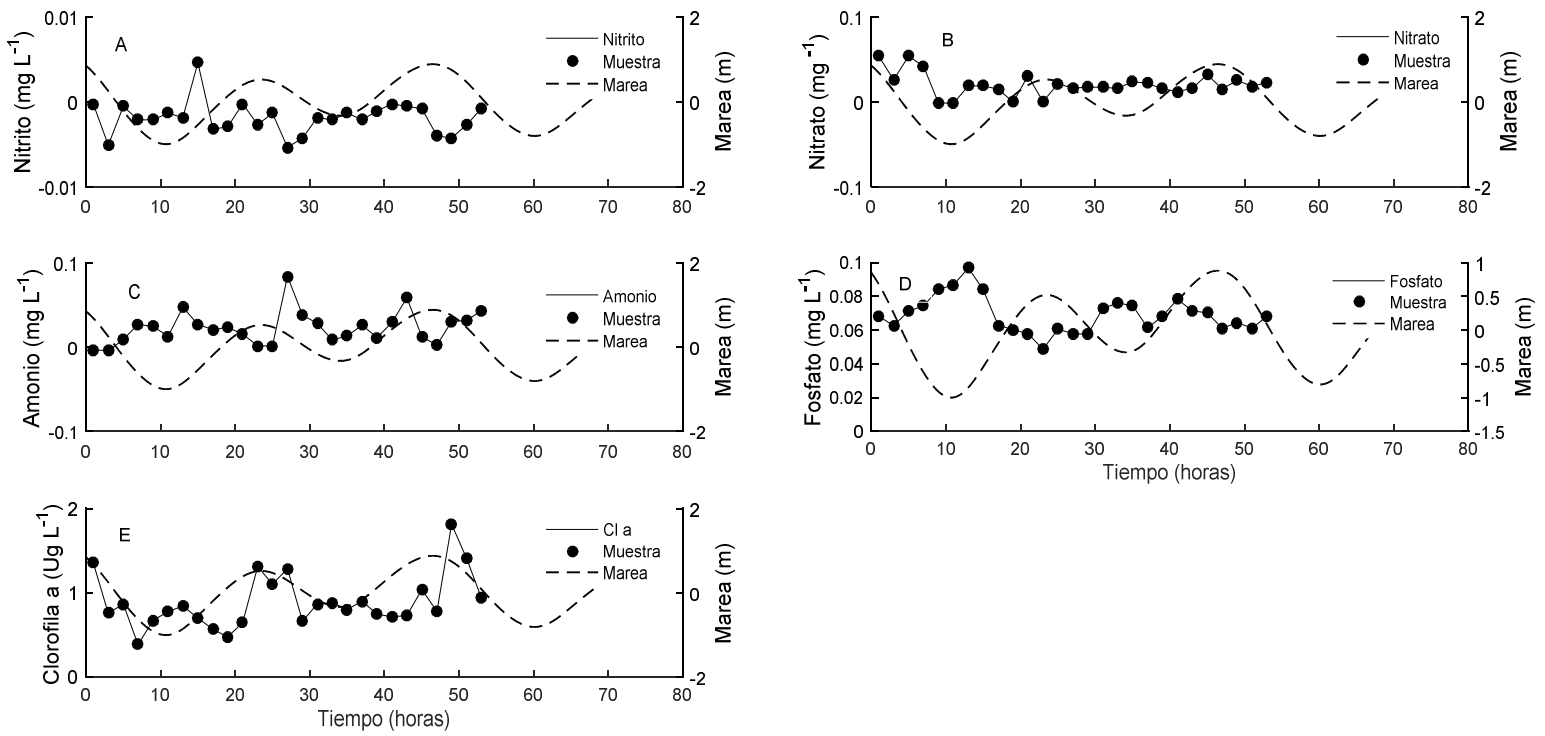 A
Nitrito (mg L-1)
0.01
0
-0.01
Nitrito
Muestra
Marea
2
0
-2
Marea (m)
0 10 20 30 40 50 60 70 80
B
Nitrato (mg -1)
0.1
0
-0.1
Nitrato
Muestra
Marea
2
0
-2
Marea (m)
0 10 20 30 40 50 60 70 80
C
Amonio (mg L-1)
0.1
0
-0.1
Amonio
Muestra
Marea
2
0
-2
Marea (m)
0 10 20 30 40 50 60 70 80
D
Fosfato (mg L-1)
0.1
0.08
0.06
0.04
0.02
0
Fosfato
Muestra
Marea
1
0.5
0
-0.5
-1
-1.5
Marea (m)
0 10 20 30 40 50 60 70 80
Tiempo (horas)
E
Clorofila a (Ug L-1)
2
1
0
Cl a
Muestra
Marea
2
0
-2
Marea (m)
0 10 20 30 40 50 60 70 80
Tiempo (horas)